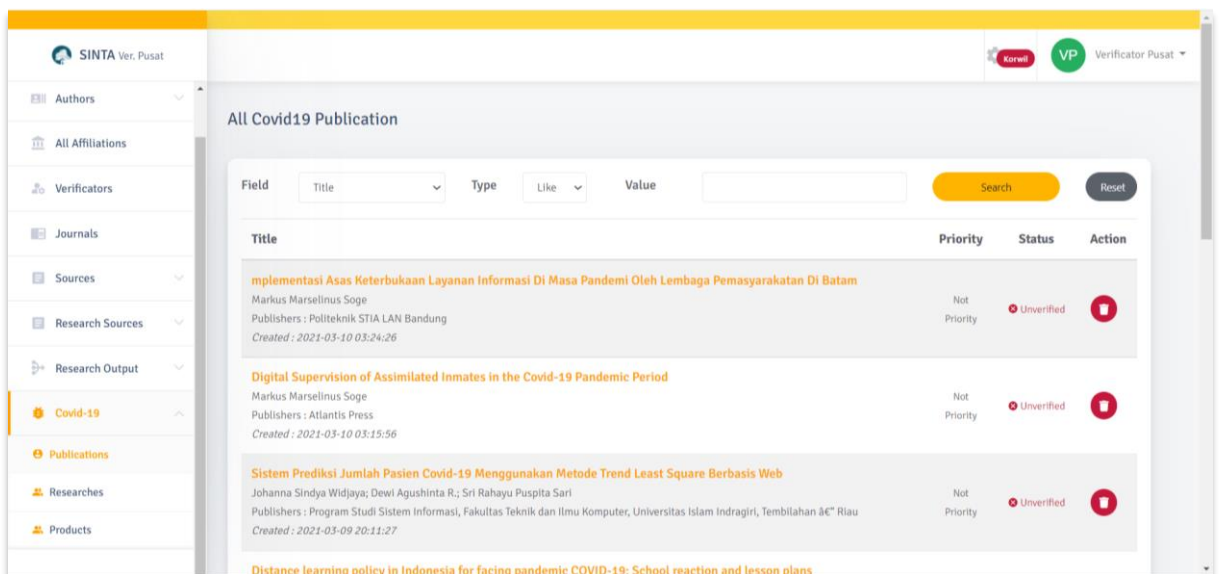 SINTA Ver. Pusat
Korwil
VP
Verificator Pusat
Authors
All Affiliations
Verificators
Journals
Sources
Research Sources
Research Output
Covid-19
Publications
Researches
Products
All Covid19 Publication
Field Title Type Like Value Search Reset
Title Priority Status Action
mplementasi Asas Keterbukaan Layanan Informasi Di Masa Pandemi Oleh Lembaga Pemasyarakatan Di Batam
Markus Marselinus Soge
Publishers : Politeknik STIA LAN Bandung
Created : 2021-03-10 03:24:26
Not
Priority
Unverified
Digital Supervision of Assimilated Inmates in the Covid-19 Pandemic Period
Markus Marselinus Soge
Publishers : Atlantis Press
Created : 2021-03-10 03:15:56
Not
Priority
Unverified
Sistem Prediksi Jumlah Pasien Covid-19 Menggunakan Metode Trend Least Square Berbasis Web
Johanna Sindya Widjaya; Dewi Agushinta R.; Sri Rahayu Puspita Sari
Publishers : Program Studi Sistem Informasi, Fakultas Teknik dan Ilmu Komputer, Universitas Islam Indragiri, Tembilahan â€“ Riau
Created : 2021-03-09 20:11:27
Not
Priority
Unverified
Distance learning policy in Indonesia for facing pandemic COVID-19: School reaction and lesson plans